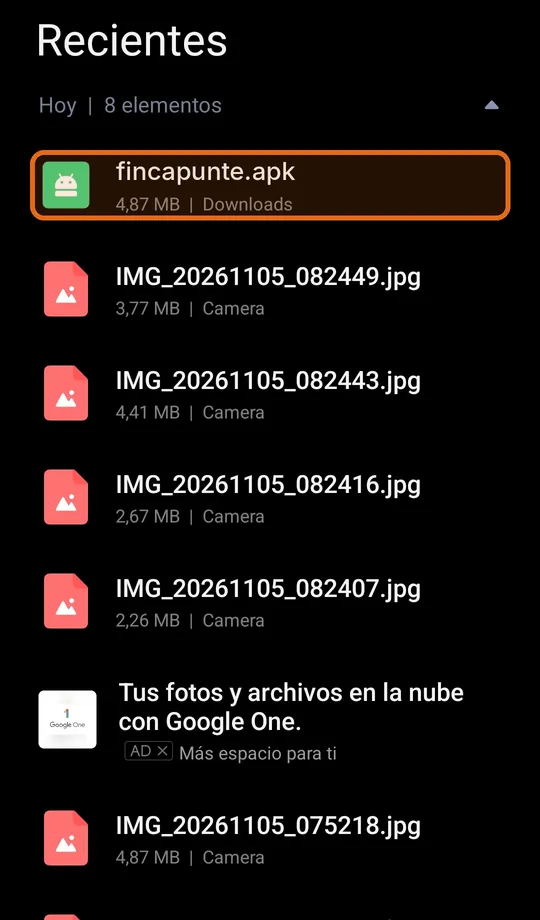 Recientes
Hoy | 8 elementos
fincapunte.apk
4,87 MB | Downloads
IMG_20261105_082449.jpg
3,77 MB | Camera
IMG_20261105_082443.jpg
4,41 MB | Camera
IMG_20261105_082416.jpg
2,67 MB | Camera
IMG_20261105_082407.jpg
2,26 MB | Camera
Google One
Tus fotos y archivos en la nube
con Google One.
AD Más espacio para ti
IMG_20261105_075218.jpg
4,87 MB | Camera